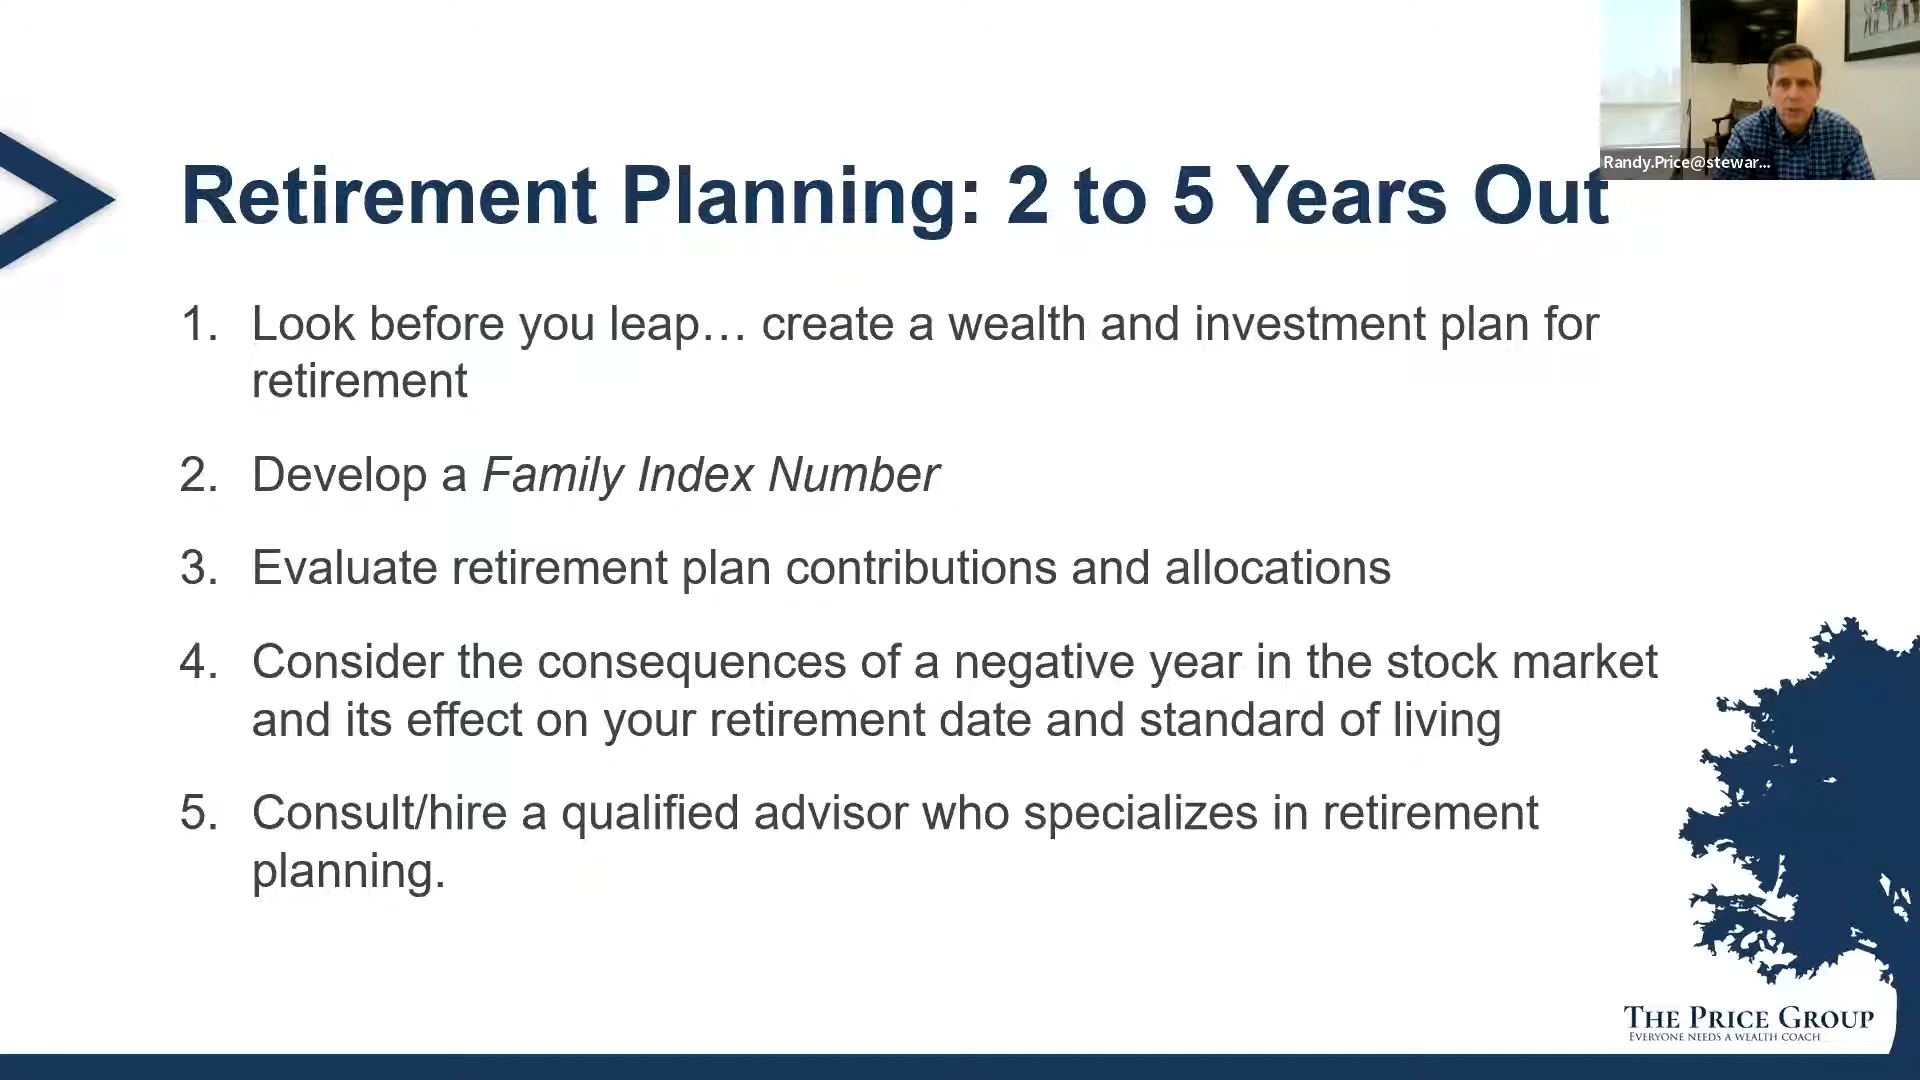 Randy.Price@stewar...
Retirement Planning: 2 to 5 Years Out
1. Look before you leap… create a wealth and investment plan for
retirement
2. Develop a Family Index Number
3. Evaluate retirement plan contributions and allocations
4. Consider the consequences of a negative year in the stock market
and its effect on your retirement date and standard of living
5. Consult/hire a qualified advisor who specializes in retirement
planning.
THE PRICE GROUP
EVERYONE NEEDS A WEALTH COACH